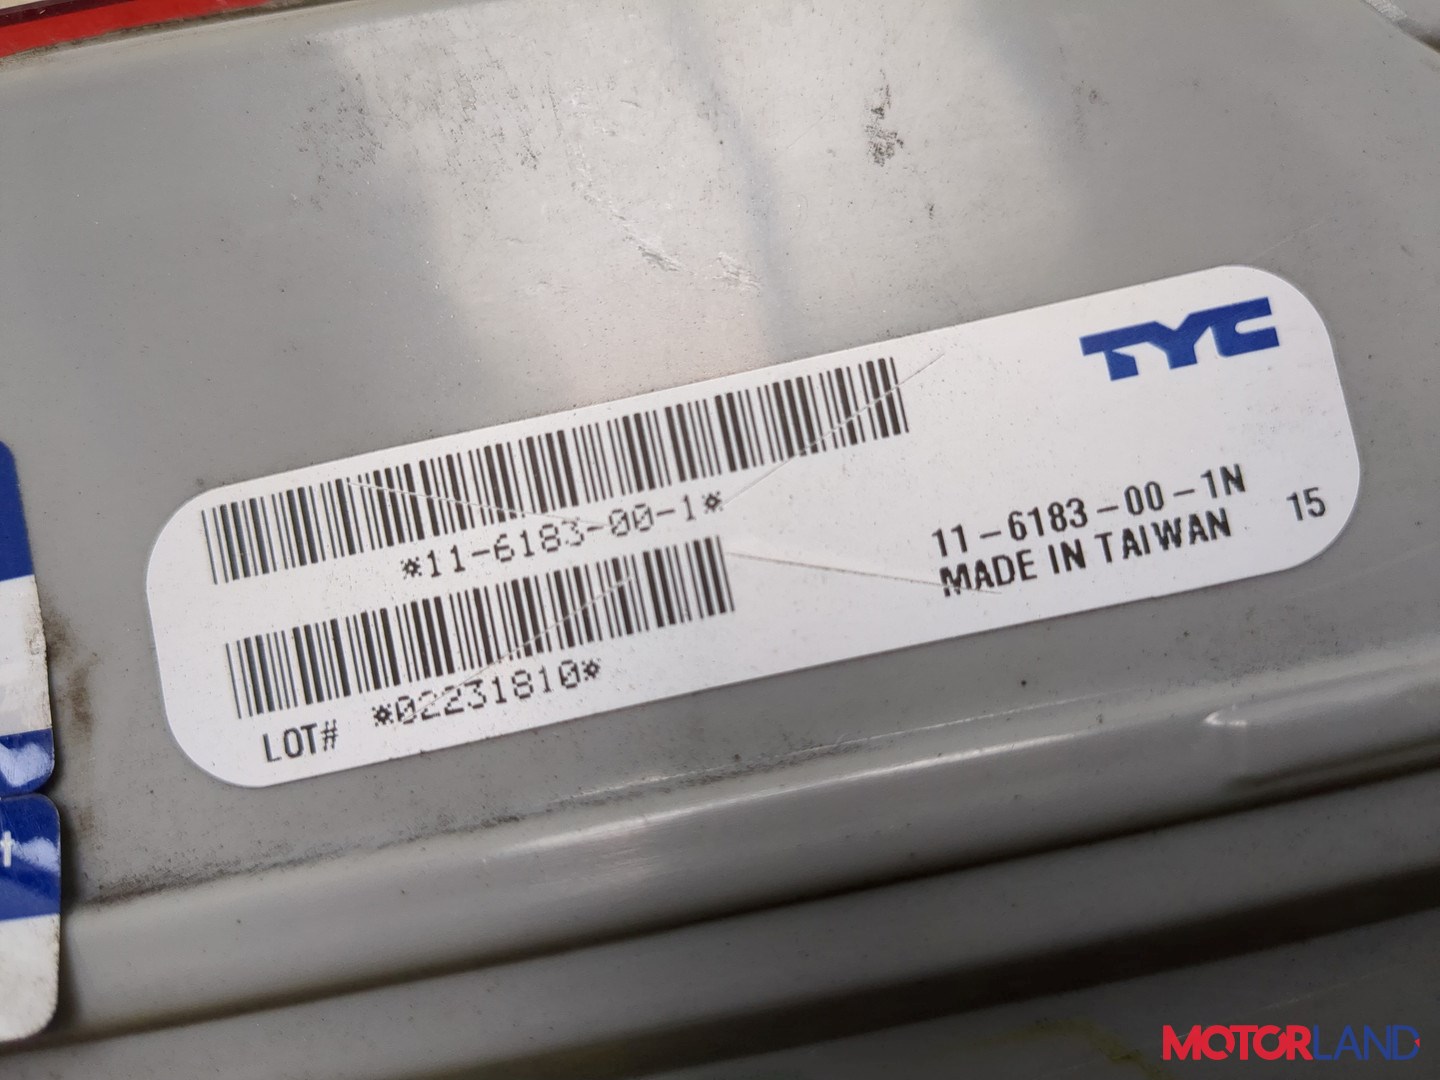 TYC
*11-6183-00-1*
11-6183-00-1N
MADE IN TAIWAN
15
*02231810*
LOT#
t
MOTORLAND